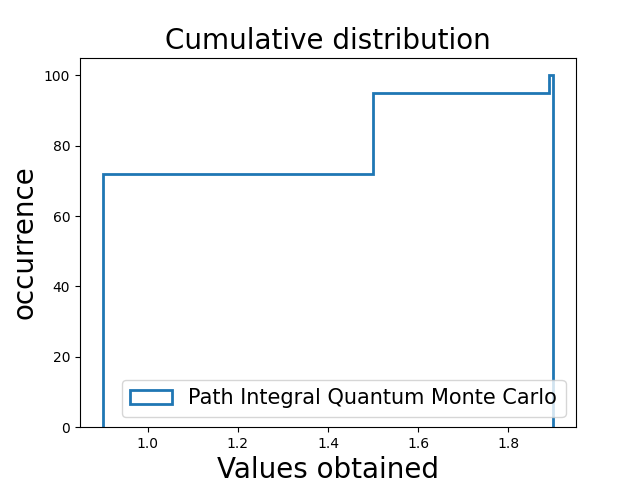 Cumulative distribution
occurrence
100
80
60
40
20
0
Path Integral Quantum Monte Carlo
1.0 1.2 1.4 1.6 1.8
Values obtained